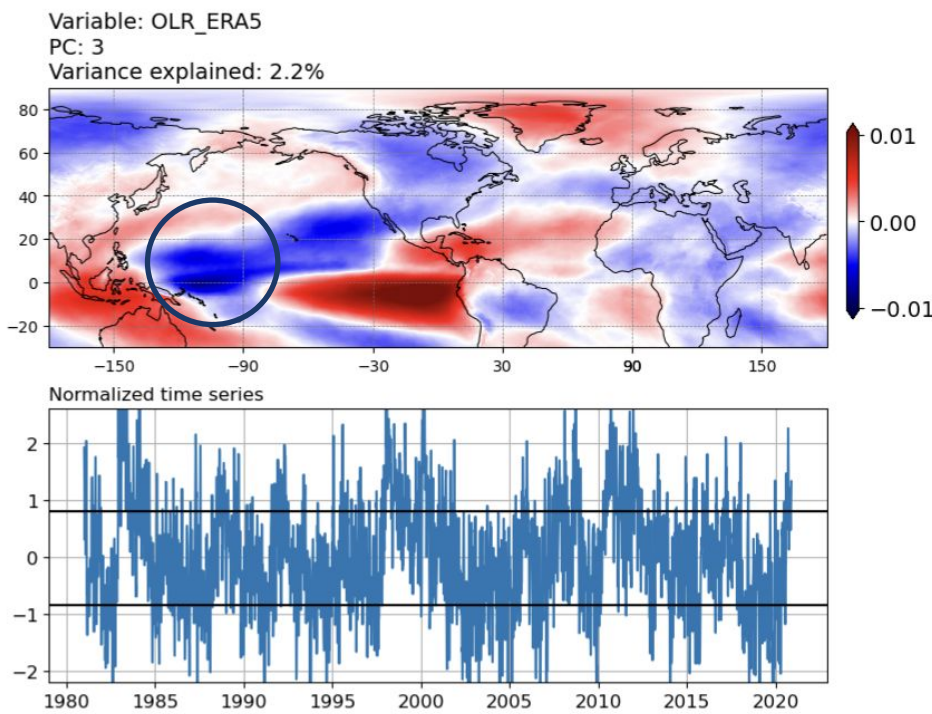 Variable: OLR_ERA5
PC: 3
Variance explained: 2.2%
80
60
40
20
0
−20
−150 −90 −30 30 90 150
0.01
0.00
−0.01
Normalized time series
2
1
0
−1
−2
1980 1985 1990 1995 2000 2005 2010 2015 2020